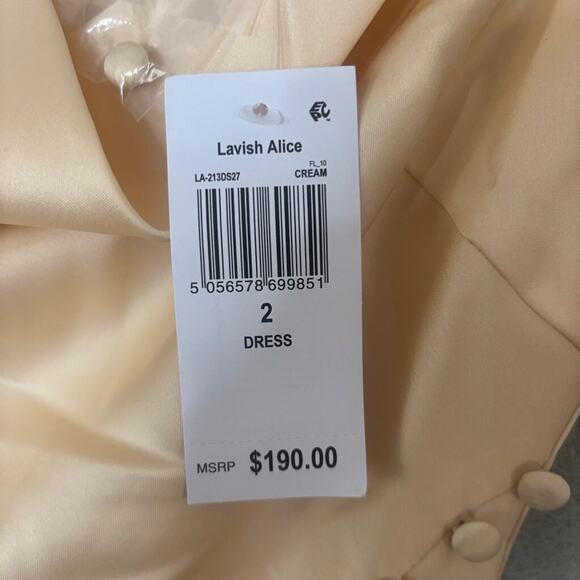 Lavish Alice
FL_10
LA-213DS27 CREAM
5 056578 699851
2
DRESS
MSRP $190.00